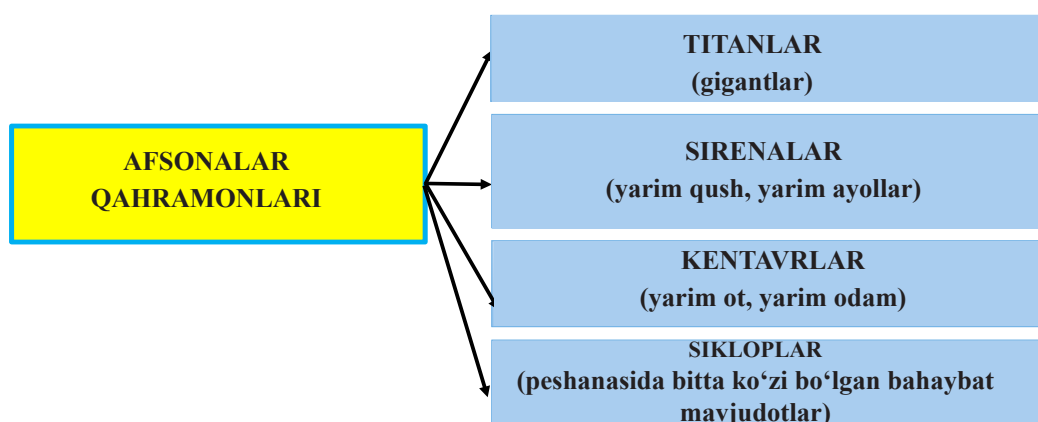 AFSONALAR
QAHRAMONLARI
TITANLAR
(gigantlar)
SIRENALAR
(yarim qush, yarim ayollar)
KENTAVRLAR
(yarim ot, yarim odam)
SIKLOPLAR
(peshanasida bitta ko‘zi bo‘lgan bahaybat
mavjudotlar)